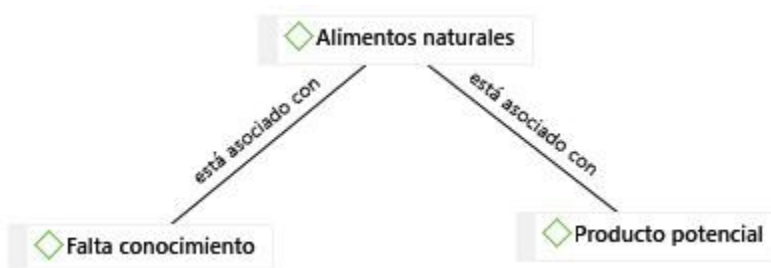 Alimentos naturales
está asociado con
está asociado con
Falta conocimiento
Producto potencial